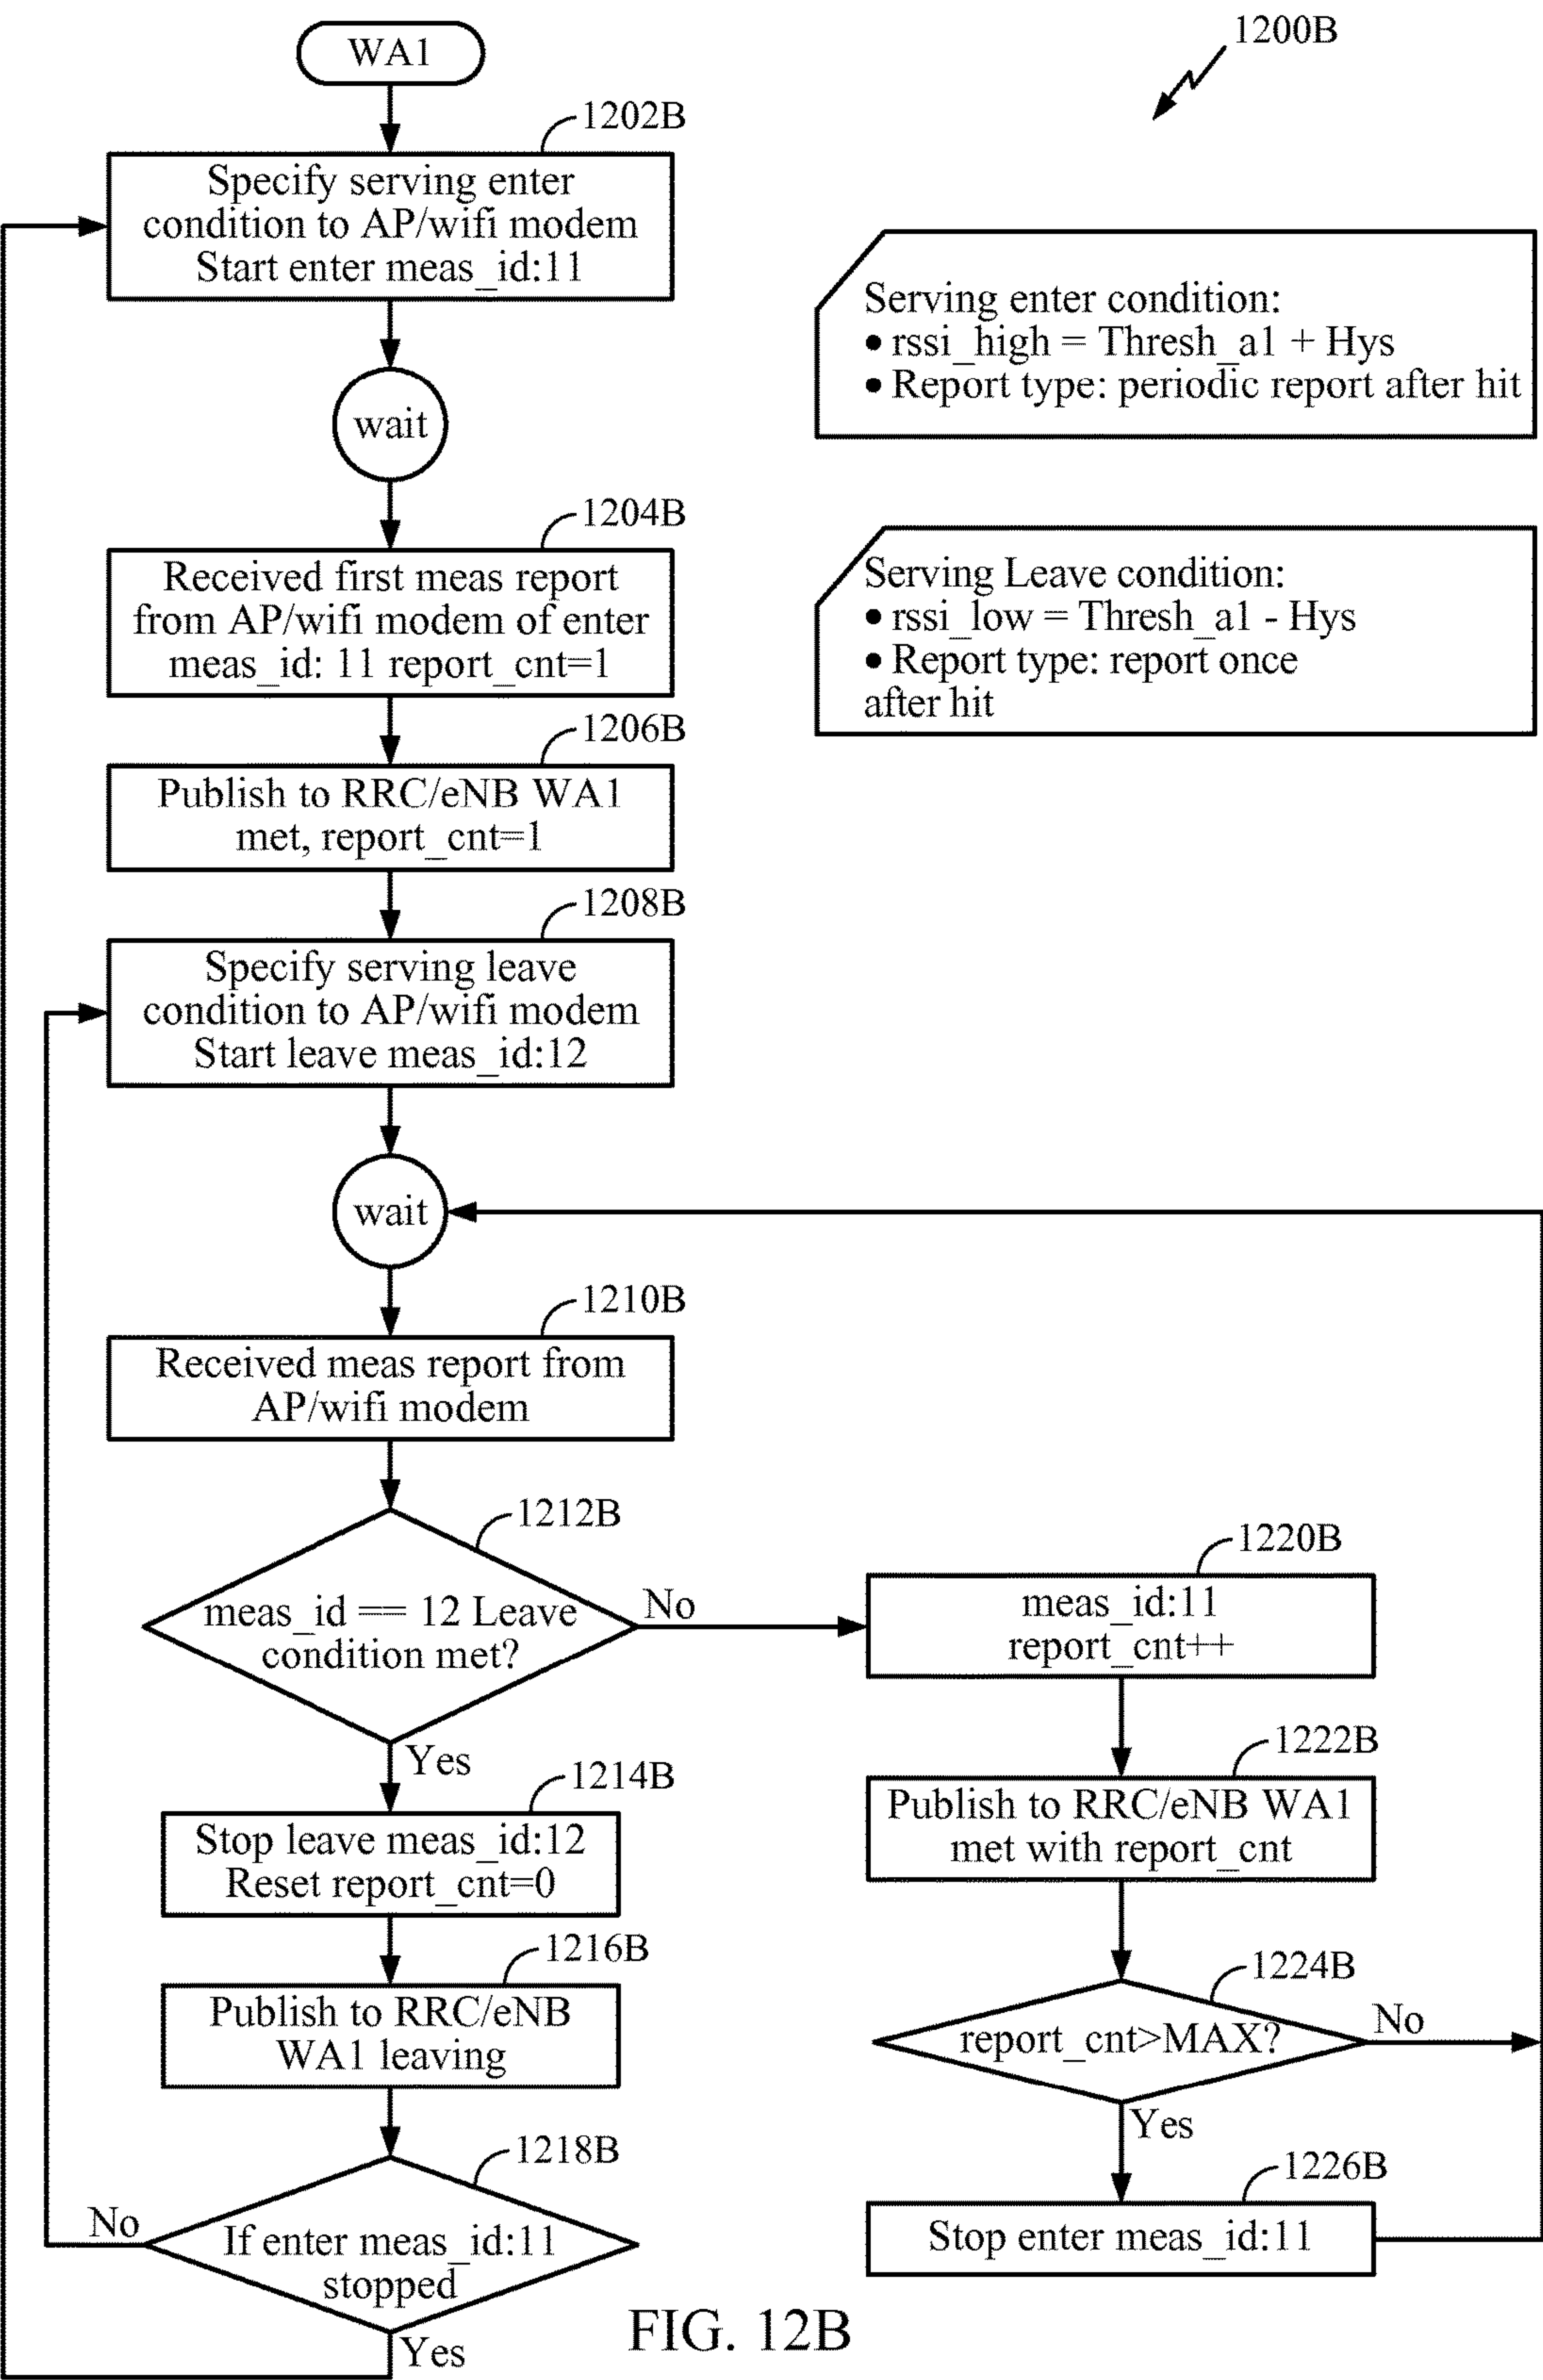 WA1
1200B
1202B
Specify serving enter
condition to AP/wifi modem
Start enter meas_id:11
Serving enter condition:
• rssi_high = Thresh_a1 + Hys
• Report type: periodic report after hit
wait
1204B
Received first meas report
from AP/wifi modem of enter
meas_id: 11 report_cnt=1
Serving Leave condition:
• rssi_low = Thresh_a1 - Hys
• Report type: report once
after hit
1206B
Publish to RRC/eNB WA1
met, report_cnt=1
1208B
Specify serving leave
condition to AP/wifi modem
Start leave meas_id:12
wait
1210B
Received meas report from
AP/wifi modem
1212B
meas_id == 12 Leave
condition met?
No
Yes
1220B
meas_id:11
report_cnt++
1214B
Stop leave meas_id:12
Reset report_cnt=0
1222B
Publish to RRC/eNB WA1
met with report_cnt
1216B
Publish to RRC/eNB
WA1 leaving
1224B
report_cnt>MAX?
No
Yes
1218B
If enter meas_id:11
stopped
No
Yes
1226B
Stop enter meas_id:11
FIG. 12B